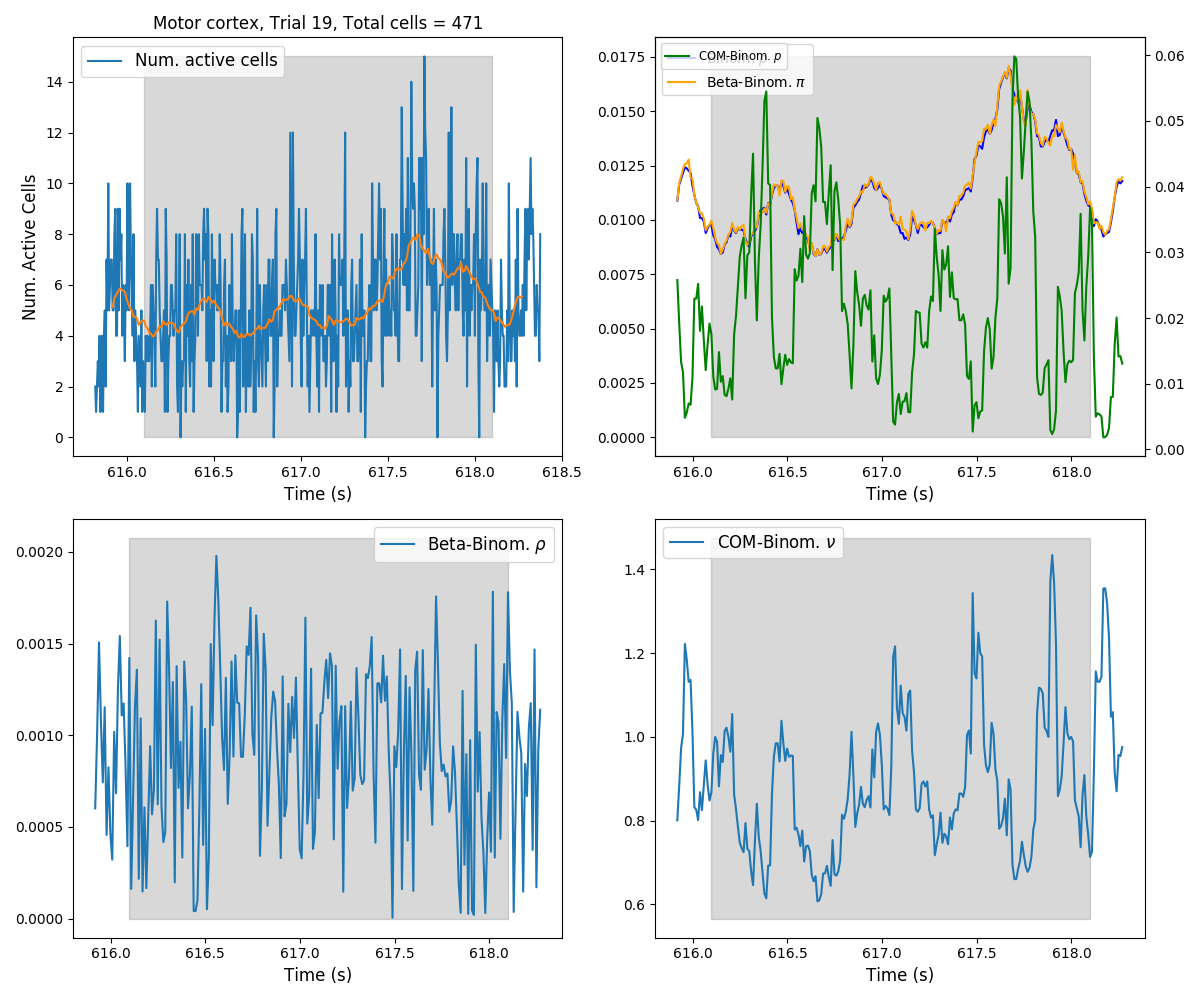 Motor cortex, Trial 19, Total cells = 471
Num. active cells
Num. Active Cells
14
12
10
8
6
4
2
0
616.0 616.5 617.0 617.5 618.0 618.5
Time (s)
COM-Binom. p
Beta-Binom. π
0.0175
0.0150
0.0125
0.0100
0.0075
0.0050
0.0025
0.0000
0.06
0.05
0.04
0.03
0.02
0.01
0.00
616.0 616.5 617.0 617.5 618.0
Time (s)
Beta-Binom. ρ
0.0020
0.0015
0.0010
0.0005
0.0000
616.0 616.5 617.0 617.5 618.0
Time (s)
COM-Binom. ν
1.4
1.2
1.0
0.8
0.6
616.0 616.5 617.0 617.5 618.0
Time (s)